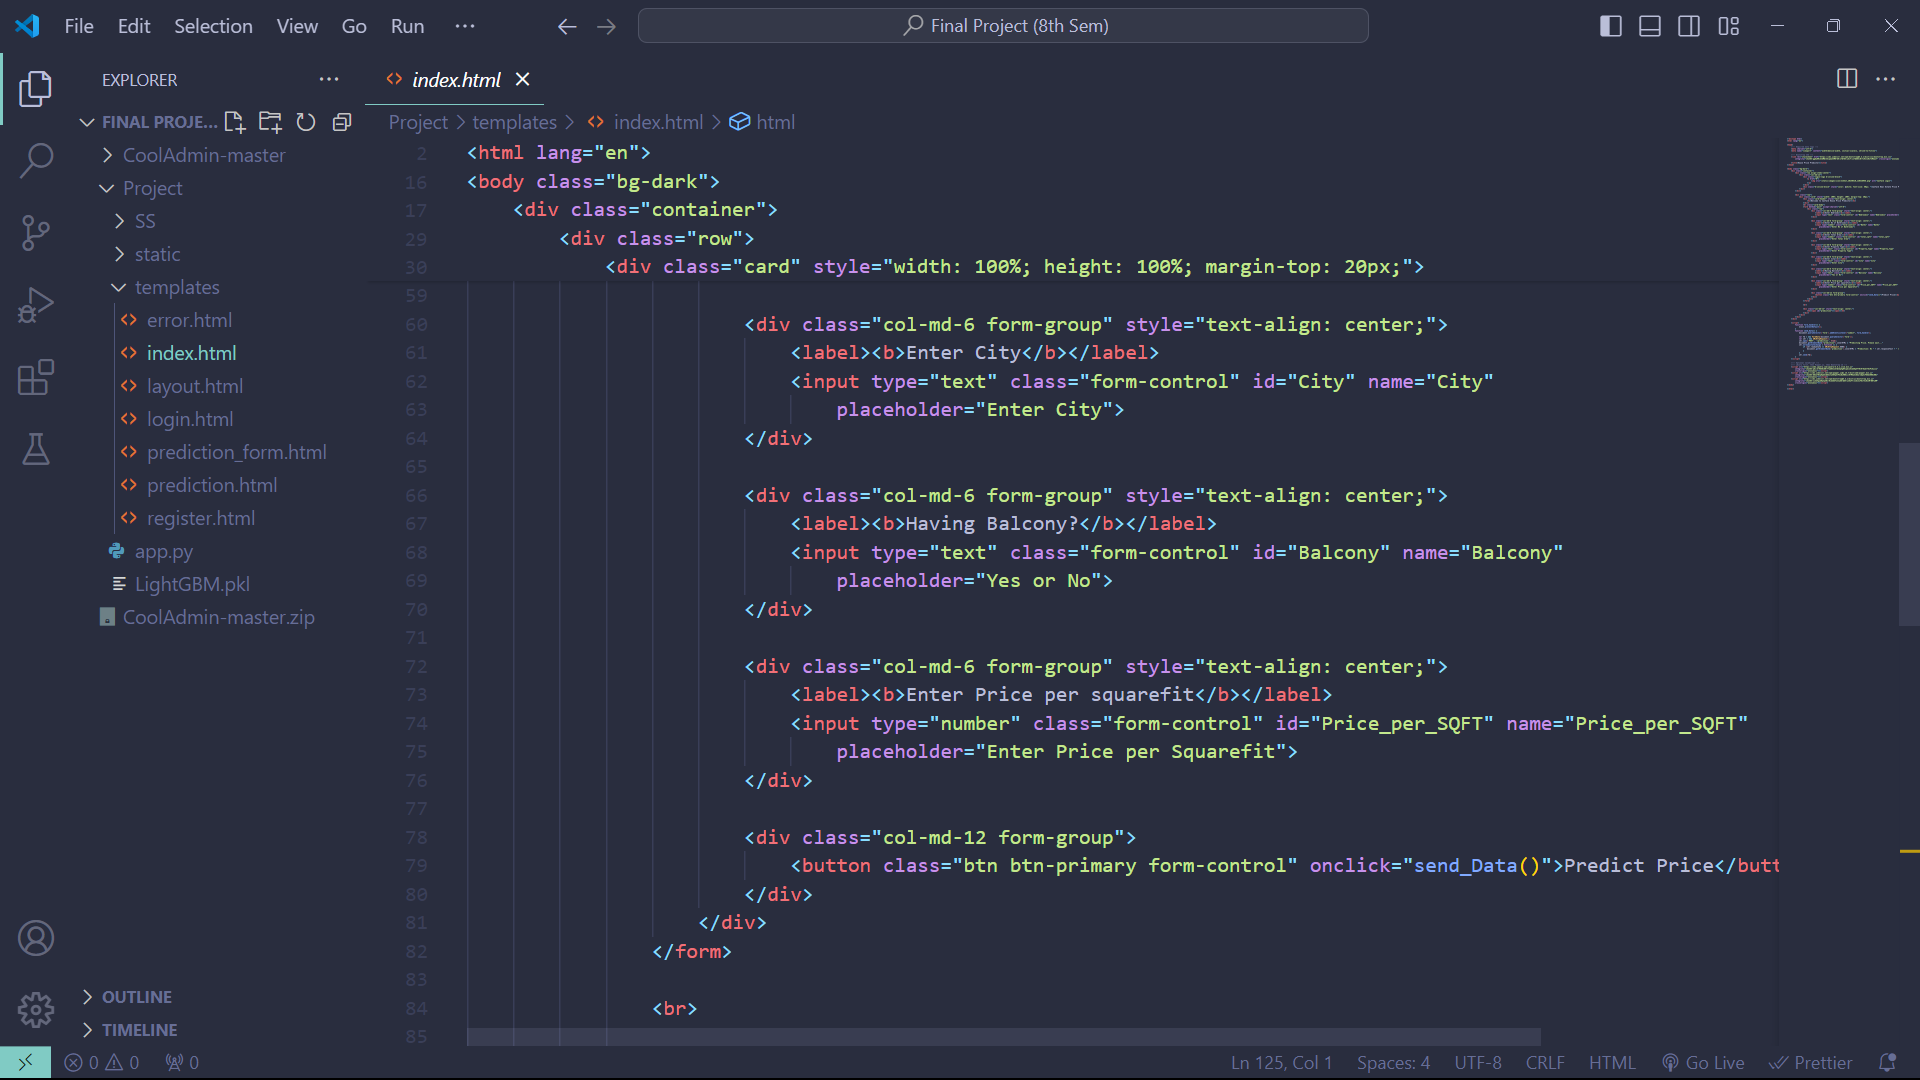 File Edit Selection View Go Run ··· Final Project (8th Sem)
EXPLORER ···
FINAL PROJE...
CoolAdmin-master
Project
SS
static
templates
error.html
index.html
layout.html
login.html
prediction_form.html
prediction.html
register.html
app.py
LightGBM.pkl
CoolAdmin-master.zip
OUTLINE
TIMELINE
index.html
Project > templates > index.html > html
2 <html lang="en">
16 <body class="bg-dark">
17 <div class="container">
29 <div class="row">
30 <div class="card" style="width: 100%; height: 100%; margin-top: 20px;">
59
60 <div class="col-md-6 form-group" style="text-align: center;">
61 <label><b>Enter City</b></label>
62 <input type="text" class="form-control" id="City" name="City"
63 placeholder="Enter City">
64 </div>
65
66 <div class="col-md-6 form-group" style="text-align: center;">
67 <label><b>Having Balcony?</b></label>
68 <input type="text" class="form-control" id="Balcony" name="Balcony"
69 placeholder="Yes or No">
70 </div>
71
72 <div class="col-md-6 form-group" style="text-align: center;">
73 <label><b>Enter Price per squarefit</b></label>
74 <input type="number" class="form-control" id="Price_per_SQFT" name="Price_per_SQFT"
75 placeholder="Enter Price per Squarefit">
76 </div>
77
78 <div class="col-md-12 form-group">
79 <button class="btn btn-primary form-control" onclick="send_Data()">Predict Price</butt
80 </div>
81 </div>
82 </form>
83
84 <br>
85
0 0 0 Ln 125, Col 1 Spaces: 4 UTF-8 CRLF HTML Go Live Prettier